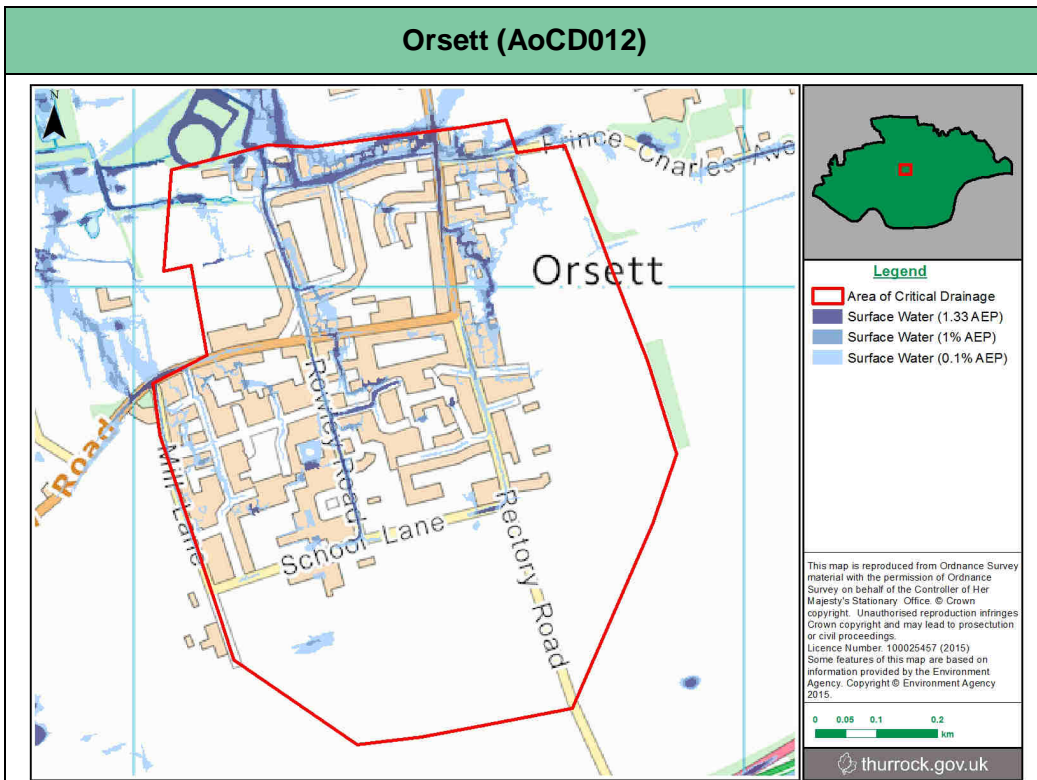 Orsett (AoCD012)
N
Prince Charles Ave
Orsett
Road
Rowley Road
Mill Lane
School Lane
Rectory Road
Legend
Area of Critical Drainage
Surface Water (1.33 AEP)
Surface Water (1% AEP)
Surface Water (0.1% AEP)
This map is reproduced from Ordnance Survey
material with the permission of Ordnance
Survey on behalf of the Controller of Her
Majesty's Stationary Office. © Crown
copyright. Unauthorised reproduction infringes
Crown copyright and may lead to prosectution
or civil proceedings.
Licence Number. 100025457 (2015)
Some features of this map are based on
information provided by the Environment
Agency. Copyright © Environment Agency
2015.
0 0.05 0.1 0.2
km
thurrock.gov.uk